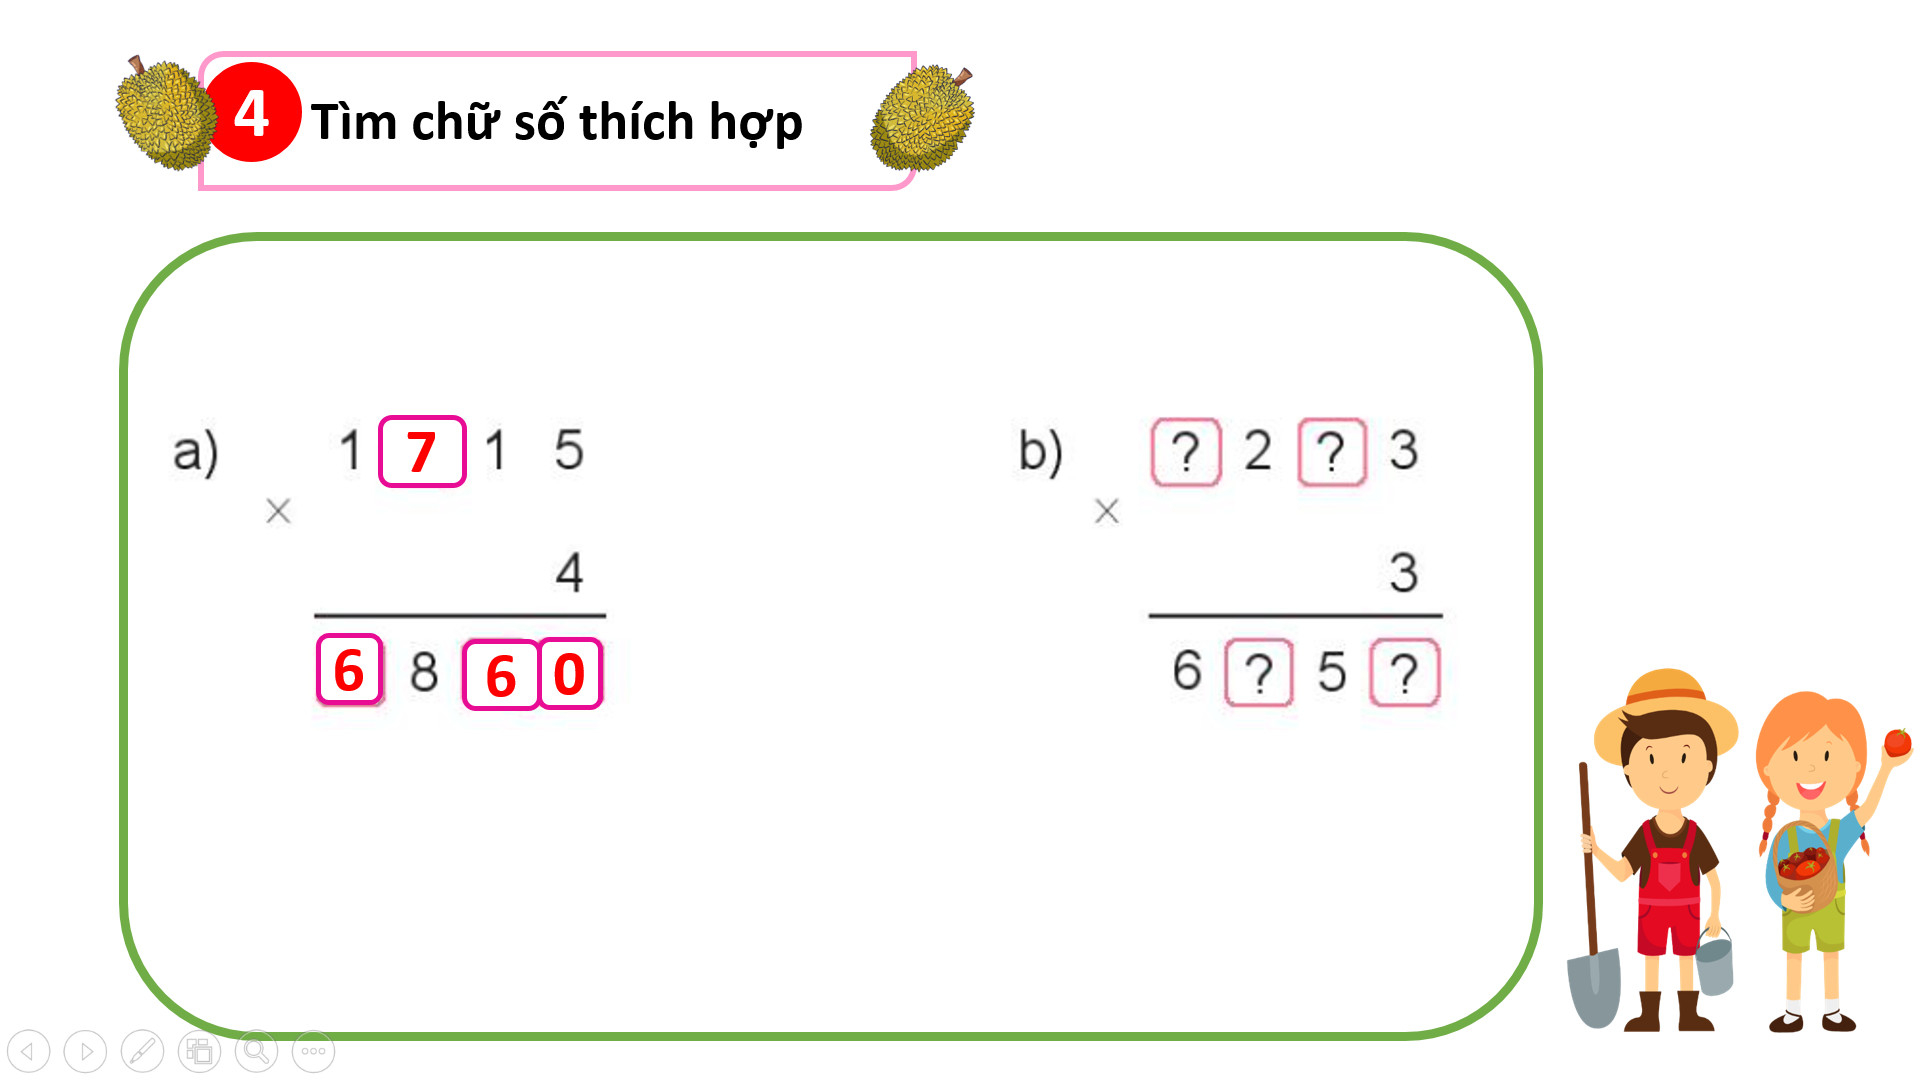 4 Tìm chữ số thích hợp
a) 1 7 1 5 b) ? 2 ? 3
× ×
4 3
6 8 6 0 6 ? 5 ?